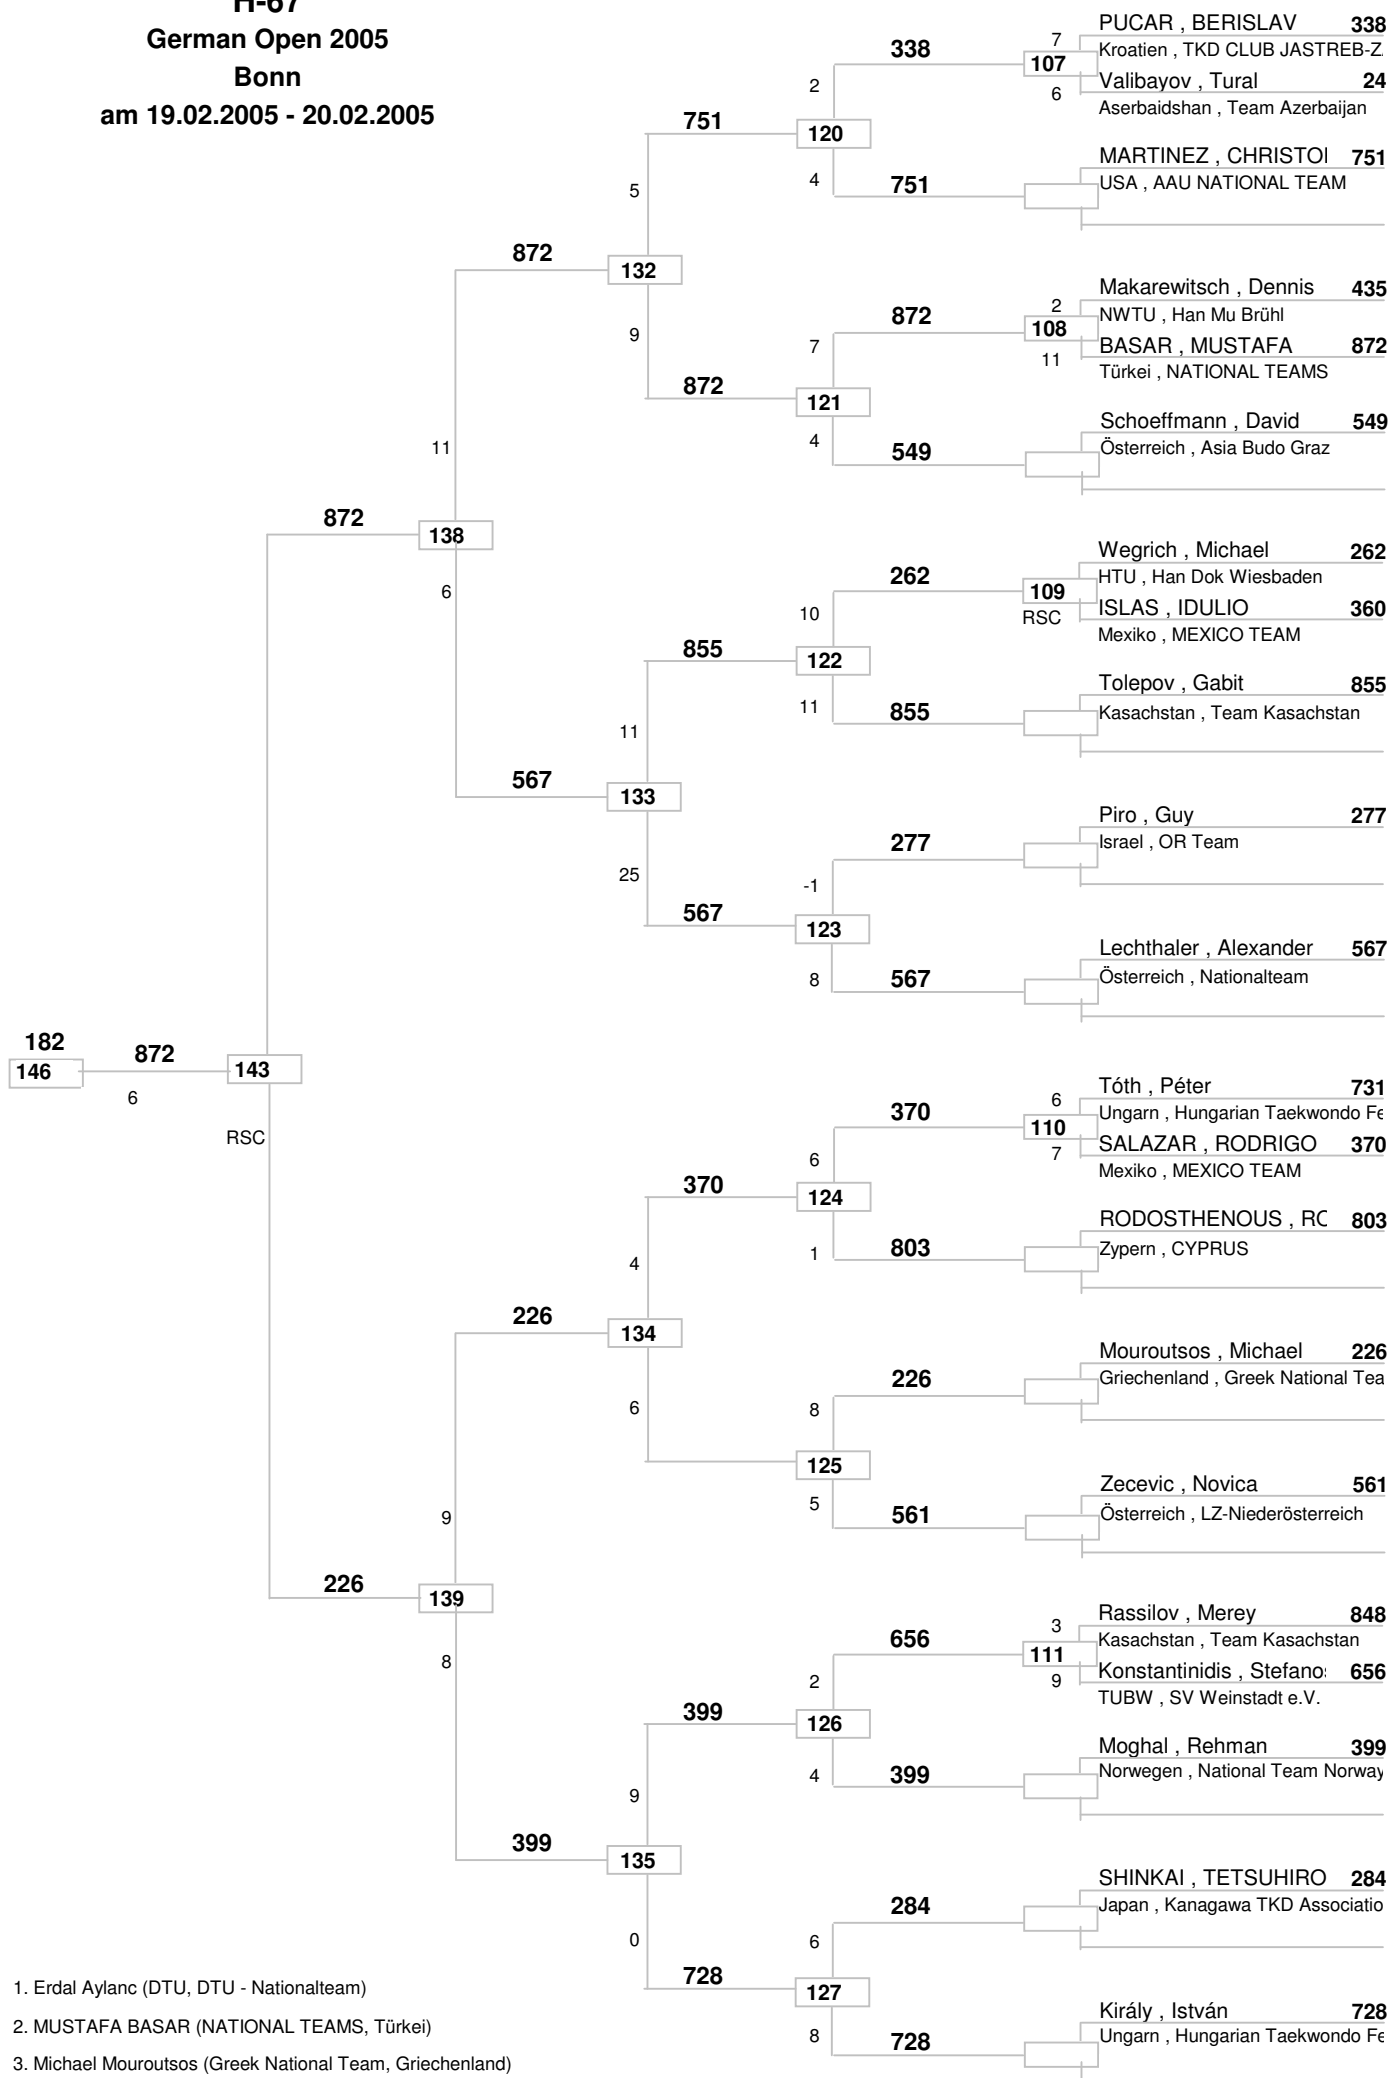 H-67
German Open 2005
Bonn
am 19.02.2005 - 20.02.2005
PUCAR , BERISLAV 338
7
Kroatien , TKD CLUB JASTREB-Z
338
107
Valibayov , Tural 24
6
Aserbaidshan , Team Azerbaijan
2
751
120
MARTINEZ , CHRISTOI 751
USA , AAU NATIONAL TEAM
4
751
5
872
132
Makarewitsch , Dennis 435
2
NWTU , Han Mu Brühl
872
108
BASAR , MUSTAFA 872
11
Türkei , NATIONAL TEAMS
9
7
872
121
Schoeffmann , David 549
Österreich , Asia Budo Graz
4
549
11
872
138
6
Wegrich , Michael 262
HTU , Han Dok Wiesbaden
262
109
ISLAS , IDULIO 360
RSC
Mexiko , MEXICO TEAM
10
855
122
Tolepov , Gabit 855
Kasachstan , Team Kasachstan
11
855
11
567
133
Piro , Guy 277
Israel , OR Team
277
25
-1
567
123
Lechthaler , Alexander 567
Österreich , Nationalteam
8
567
182
146
872
6
143
RSC
Tóth , Péter 731
6
Ungarn , Hungarian Taekwondo Fe
370
110
SALAZAR , RODRIGO 370
7
Mexiko , MEXICO TEAM
6
370
124
RODOSTHENOUS , RC 803
Zypern , CYPRUS
1
803
4
226
134
Mouroutsos , Michael 226
Griechenland , Greek National Tea
226
6
8
125
Zecevic , Novica 561
Österreich , LZ-Niederösterreich
5
561
9
226
139
8
Rassilov , Merey 848
3
Kasachstan , Team Kasachstan
656
111
Konstantinidis , Stefano 656
9
TUBW , SV Weinstadt e.V.
2
399
126
Moghal , Rehman 399
Norwegen , National Team Norway
4
399
9
399
135
SHINKAI , TETSUHIRO 284
Japan , Kanagawa TKD Associatio
284
0
6
728
127
Király , István 728
Ungarn , Hungarian Taekwondo Fe
8
728
1. Erdal Aylanc (DTU, DTU - Nationalteam)
2. MUSTAFA BASAR (NATIONAL TEAMS, Türkei)
3. Michael Mouroutsos (Greek National Team, Griechenland)